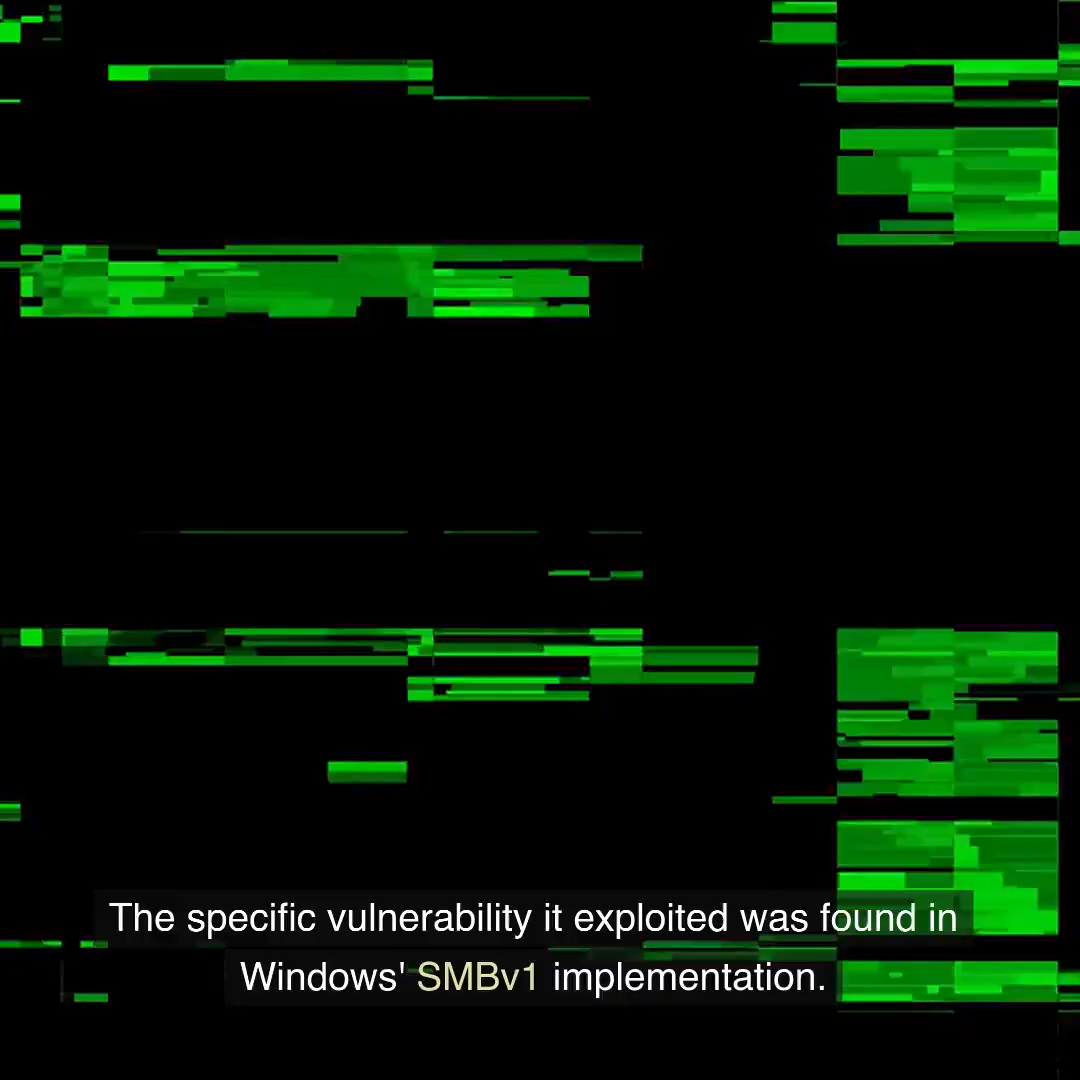 The specific vulnerability it exploited was found in
Windows' SMBv1 implementation.